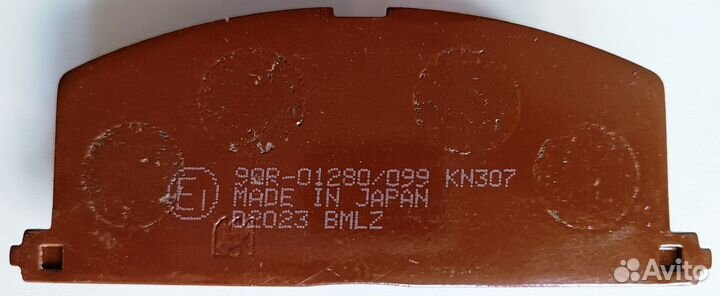 E1 90R-01280/099 KN307
MADE IN JAPAN
D2023 BMLZ
Avito